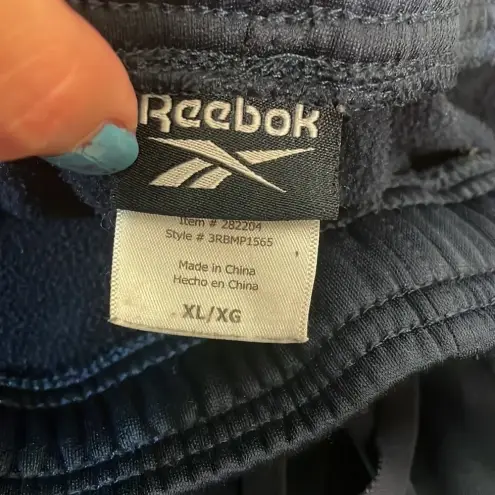 Reebok
Item # 282204
Style # 3RBMP1565
Made in China
Hecho en China
XL/XG